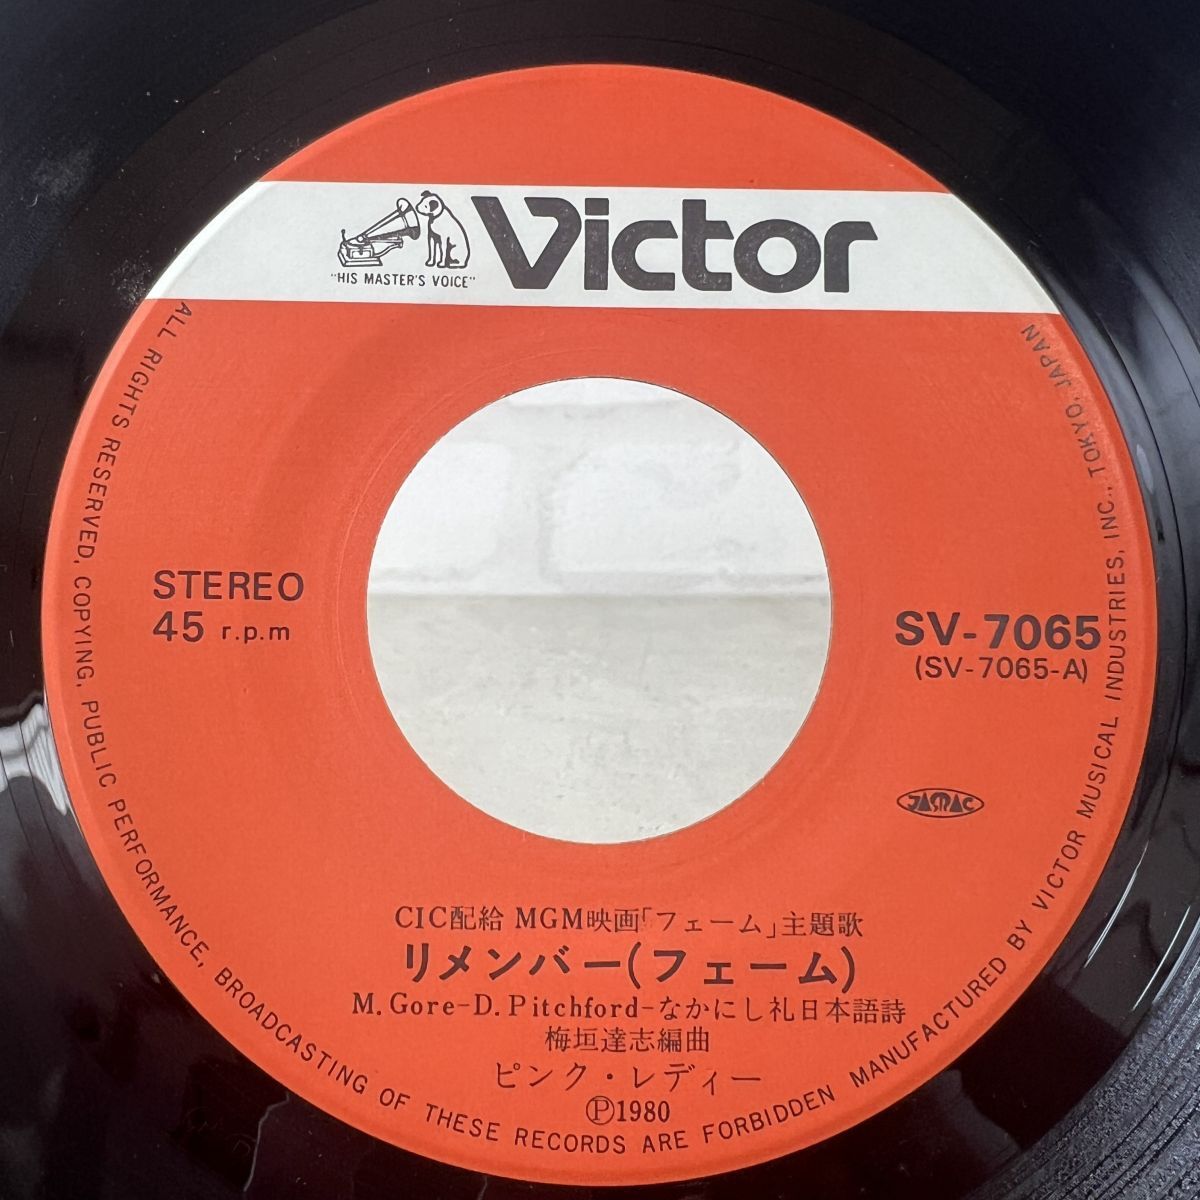 Victor
"HIS MASTER'S VOICE"
STEREO
45 r.p.m
SV-7065
(SV-7065-A)
JASRAC
CIC配給 MGM映画「フェーム」主題歌
リメンバー(フェーム)
M. Gore-D. Pitchford-なかにし礼日本語詩
梅垣達志編曲
ピンク・レディー
Ⓟ1980
ALL RIGHTS RESERVED, COPYING, PUBLIC PERFORMANCE, BROADCASTING OF THESE RECORDS ARE FORBIDDEN MANUFACTURED BY VICTOR MUSICAL INDUSTRIES, INC., TOKYO, JAPAN